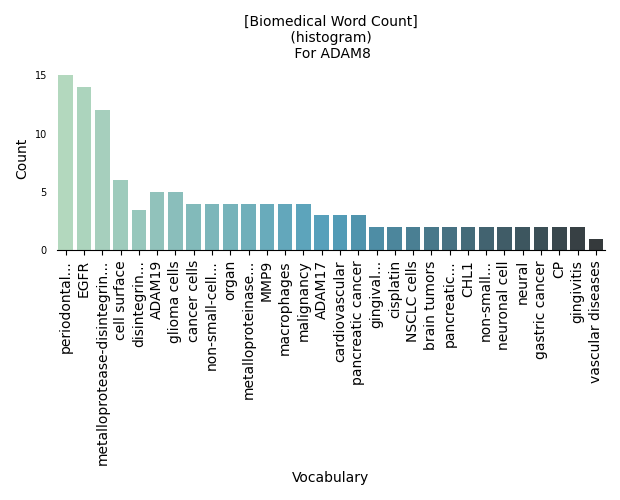 [Biomedical Word Count]
(histogram)
For ADAM8
Count
15
10
5
0
periodontal...
EGFR
metalloprotease-disintegrin...
cell surface
disintegrin...
ADAM19
glioma cells
cancer cells
non-small-cell...
organ
metalloproteinase...
MMP9
macrophages
malignancy
ADAM17
cardiovascular
pancreatic cancer
gingival...
cisplatin
NSCLC cells
brain tumors
pancreatic...
CHL1
non-small...
neuronal cell
neural
gastric cancer
CP
gingivitis
vascular diseases
Vocabulary